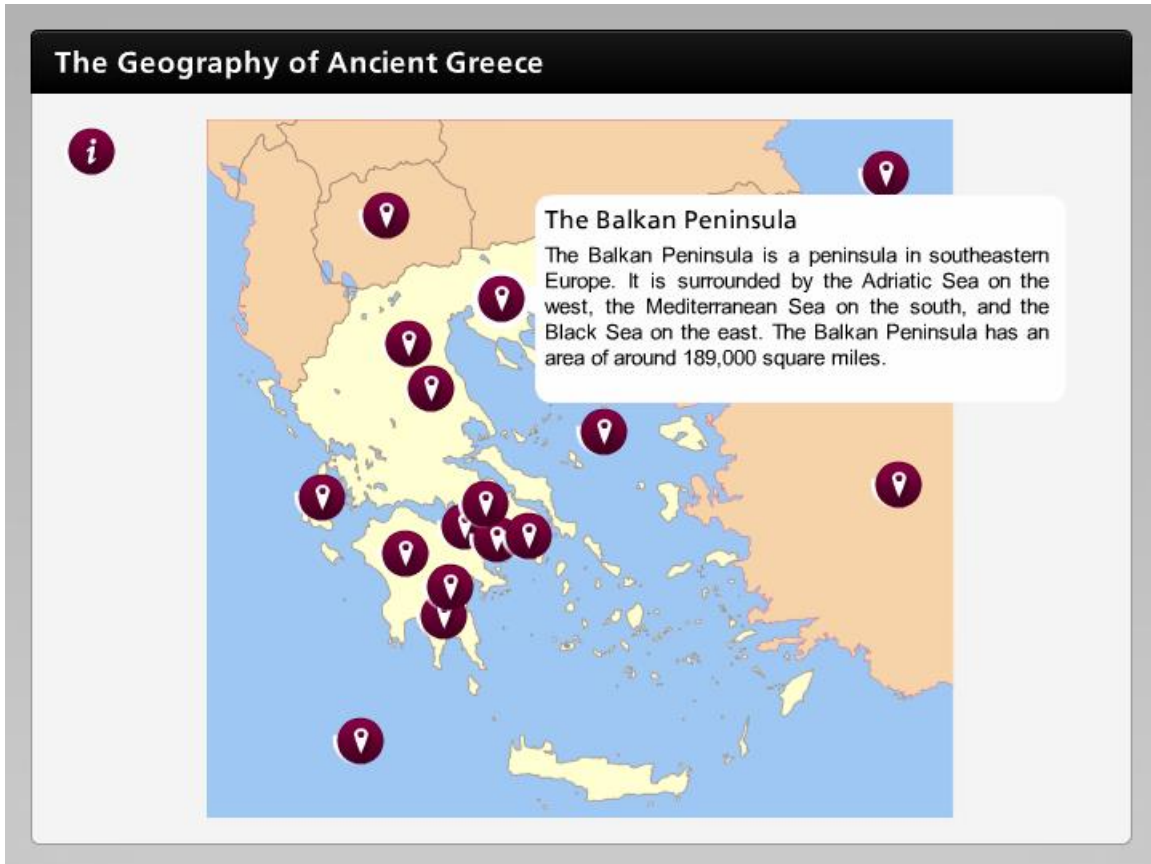 The Geography of Ancient Greece
i
The Balkan Peninsula
The Balkan Peninsula is a peninsula in southeastern
Europe. It is surrounded by the Adriatic Sea on the
west, the Mediterranean Sea on the south, and the
Black Sea on the east. The Balkan Peninsula has an
area of around 189,000 square miles.